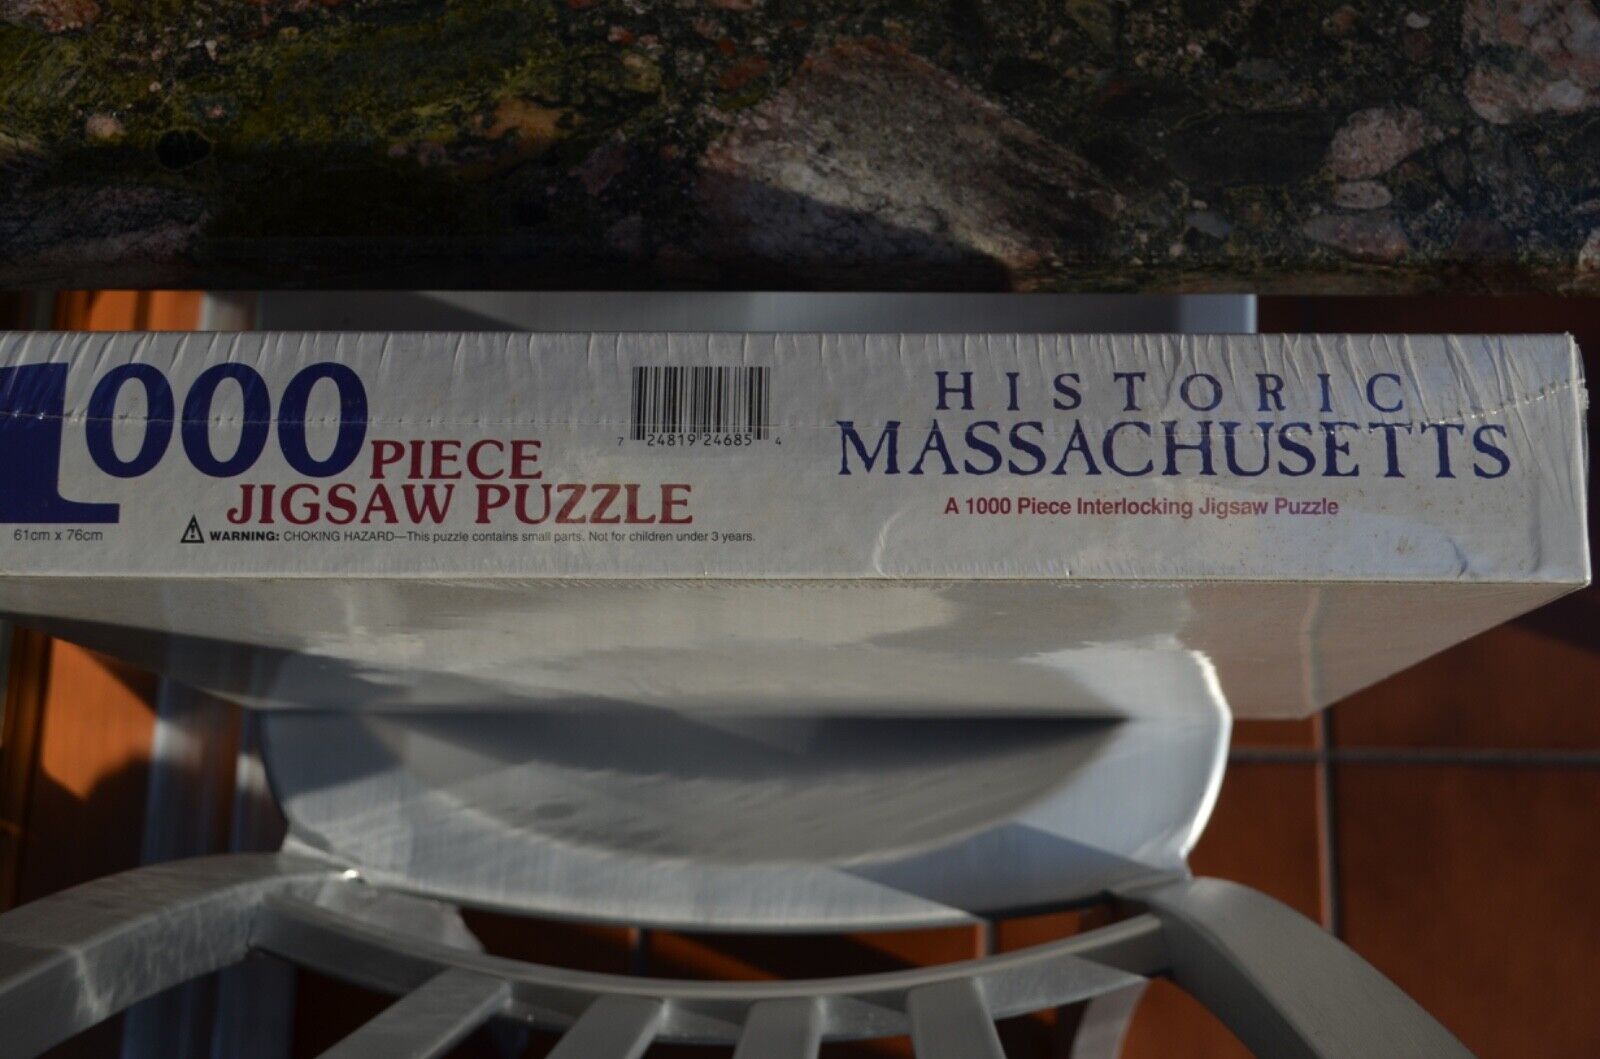 1000
PIECE
JIGSAW PUZZLE
61cm x 76cm
WARNING: CHOKING HAZARD—This puzzle contains small parts. Not for children under 3 years.
7 24819 24685 4
HISTORIC
MASSACHUSETTS
A 1000 Piece Interlocking Jigsaw Puzzle